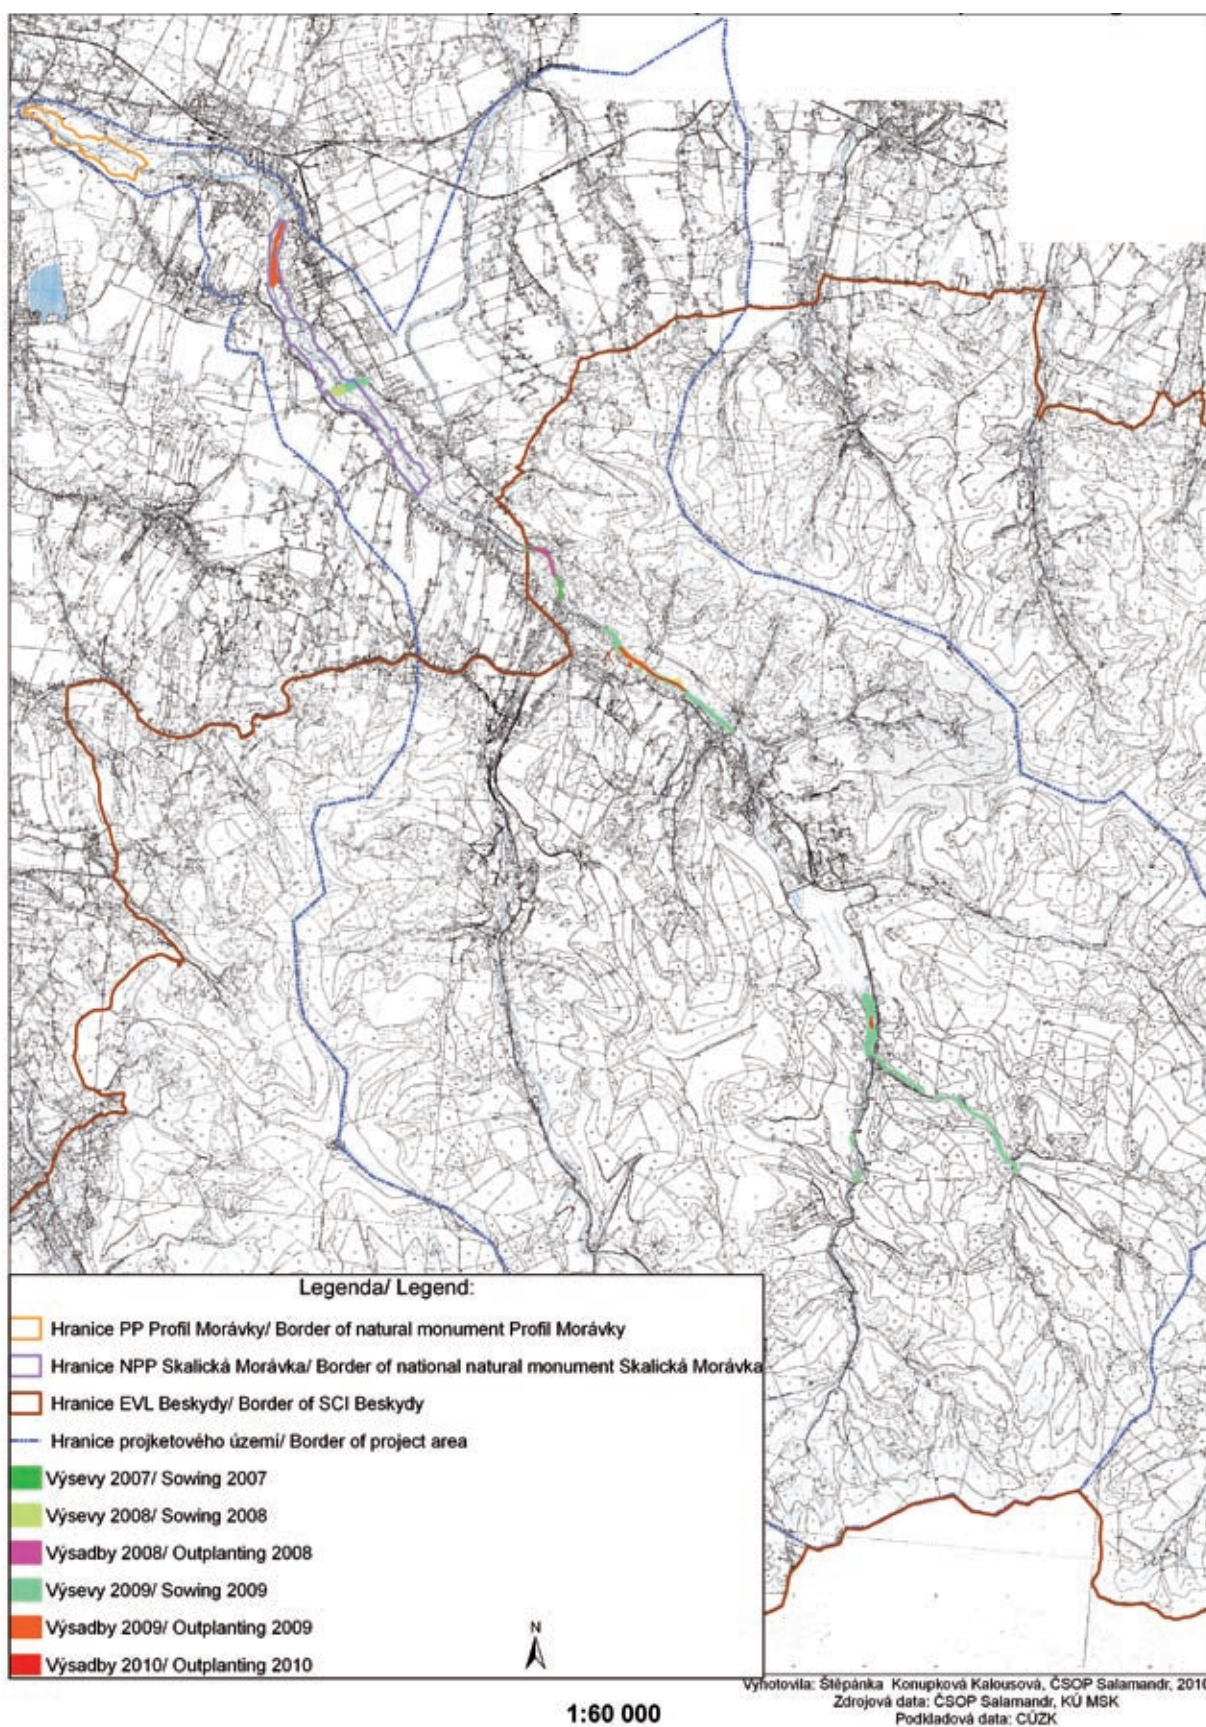 Legenda/ Legend:
Hranice PP Profil Morávky/ Border of natural monument Profil Morávky
Hranice NPP Skalická Morávka/ Border of national natural monument Skalická Morávka
Hranice EVL Beskydy/ Border of SCI Beskydy
Hranice projketového území/ Border of project area
Výsevy 2007/ Sowing 2007
Výsevy 2008/ Sowing 2008
Výsadby 2008/ Outplanting 2008
Výsevy 2009/ Sowing 2009
Výsadby 2009/ Outplanting 2009
Výsadby 2010/ Outplanting 2010
N
Vyhotovila: Štěpánka Konupková Kalousová, ČSOP Salamandr, 2010
Zdrojová data: ČSOP Salamandr, KÚ MSK
Podkladová data: ČÚZK
1:60 000